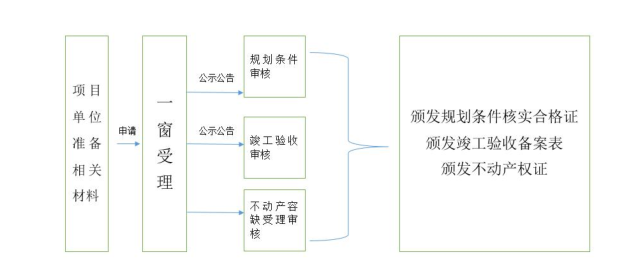 项目
单位
准备
相关
材料
申请
一
窗
受
理
公示公告
规划条件
审核
公示公告
竣工验收
审核
不动产容
缺受理审
核
颁发规划条件核实合格证
颁发竣工验收备案表
颁发不动产权证